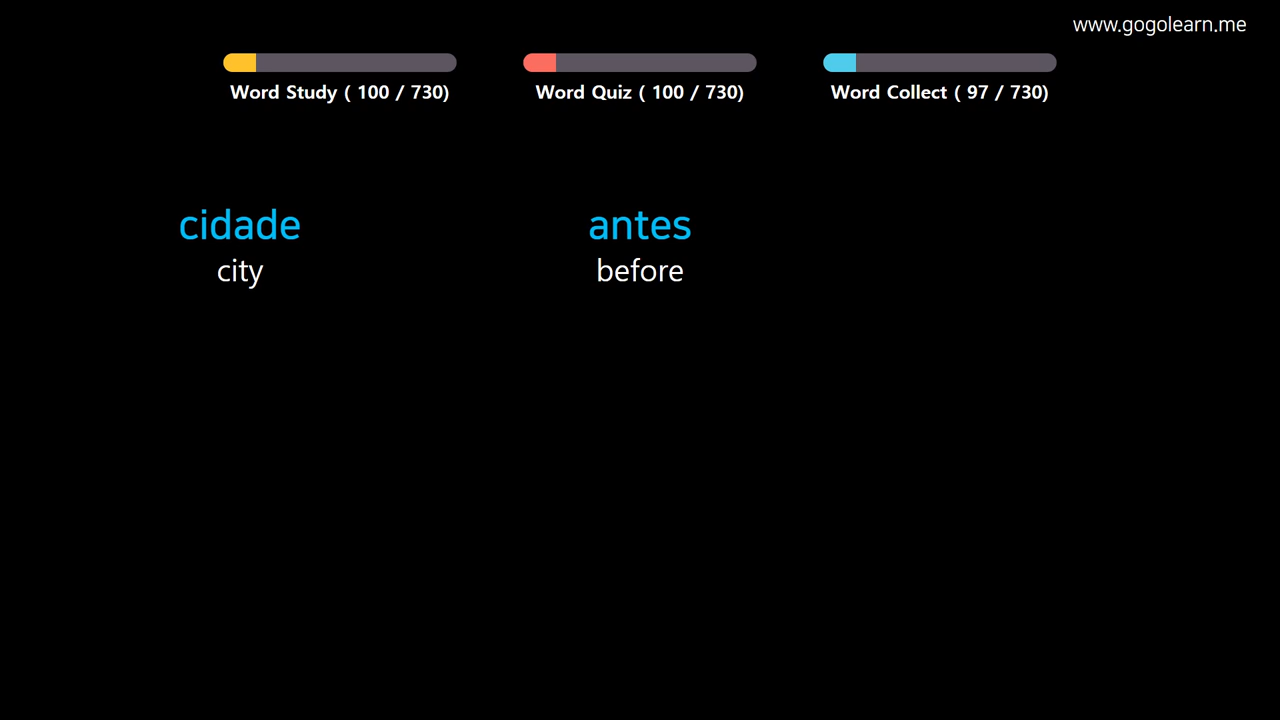 www.gogolearn.me
Word Study ( 100 / 730)
Word Quiz ( 100 / 730)
Word Collect ( 97 / 730)
cidade
city
antes
before